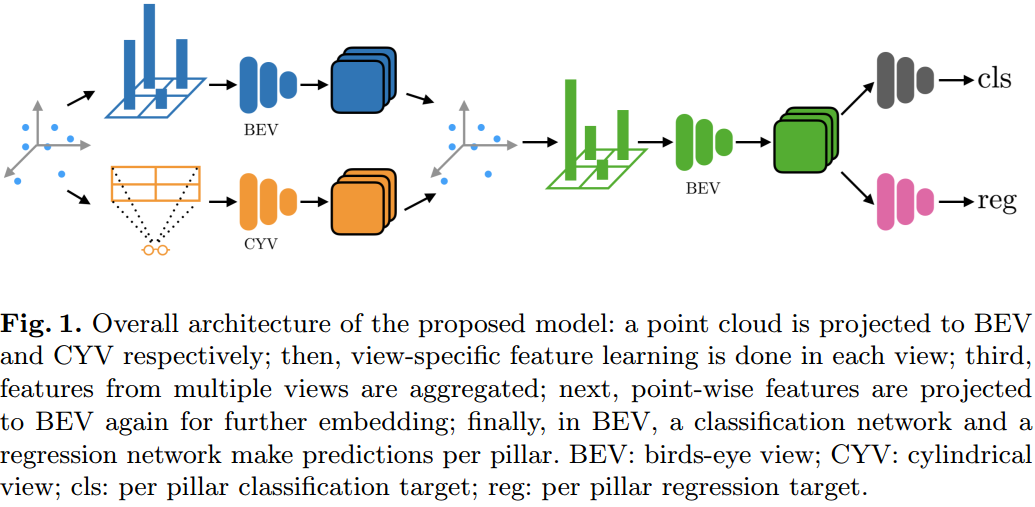 cls
BEV
BEV
reg
CYV
Fig. 1. Overall architecture of the proposed model: a point cloud is projected to BEV
and CYV respectively; then, view-specific feature learning is done in each view; third,
features from multiple views are aggregated; next, point-wise features are projected
to BEV again for further embedding; finally, in BEV, a classification network and a
regression network make predictions per pillar. BEV: birds-eye view; CYV: cylindrical
view; cls: per pillar classification target; reg: per pillar regression target.